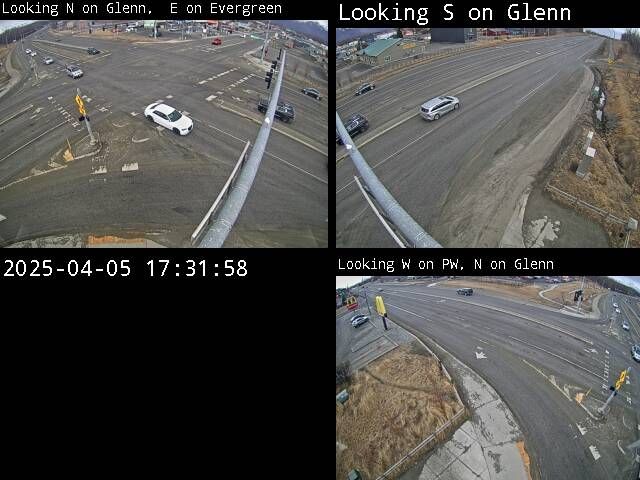 Looking N on Glenn,  E on Evergreen
Looking S on Glenn
2025-04-05 17:31:58
Looking W on PW, N on Glenn